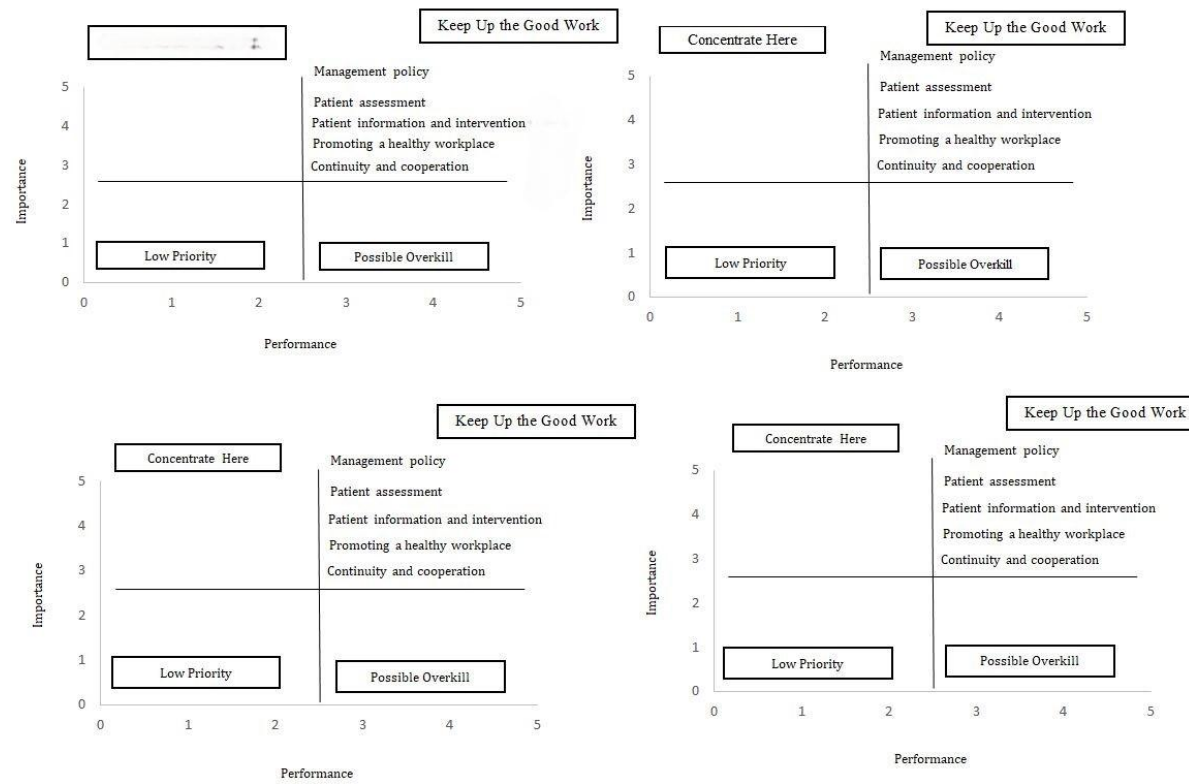 Keep Up the Good Work
Management policy
Patient assessment
Patient information and intervention
Promoting a healthy workplace
Continuity and cooperation
5
4
3
2
1
0
Importance
Low Priority
Possible Overkill
0 1 2 3 4 5
Performance
Keep Up the Good Work
Concentrate Here
Management policy
Patient assessment
Patient information and intervention
Promoting a healthy workplace
Continuity and cooperation
5
4
3
2
1
0
Importance
Low Priority
Possible Overkill
0 1 2 3 4 5
Performance
Keep Up the Good Work
Concentrate Here
Management policy
Patient assessment
Patient information and intervention
Promoting a healthy workplace
Continuity and cooperation
5
4
3
2
1
0
Importance
Low Priority
Possible Overkill
0 1 2 3 4 5
Performance
Keep Up the Good Work
Concentrate Here
Management policy
Patient assessment
Patient information and intervention
Promoting a healthy workplace
Continuity and cooperation
5
4
3
2
1
0
Importance
Low Priority
Possible Overkill
0 1 2 3 4 5
Performance